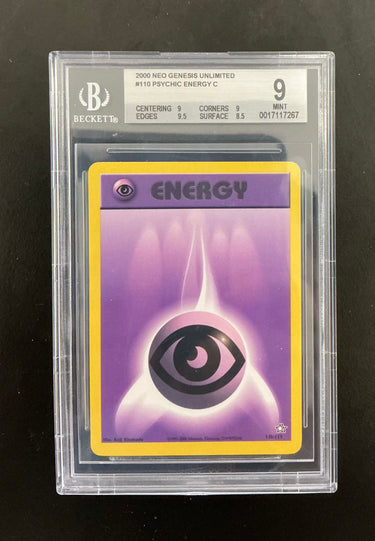 2000 NEO GENESIS UNLIMITED
#110 PSYCHIC ENERGY C
CENTERING 9 CORNERS 9
EDGES 9.5 SURFACE 8.5
9
MINT
0017117267
B
BECKETT
ENERGY